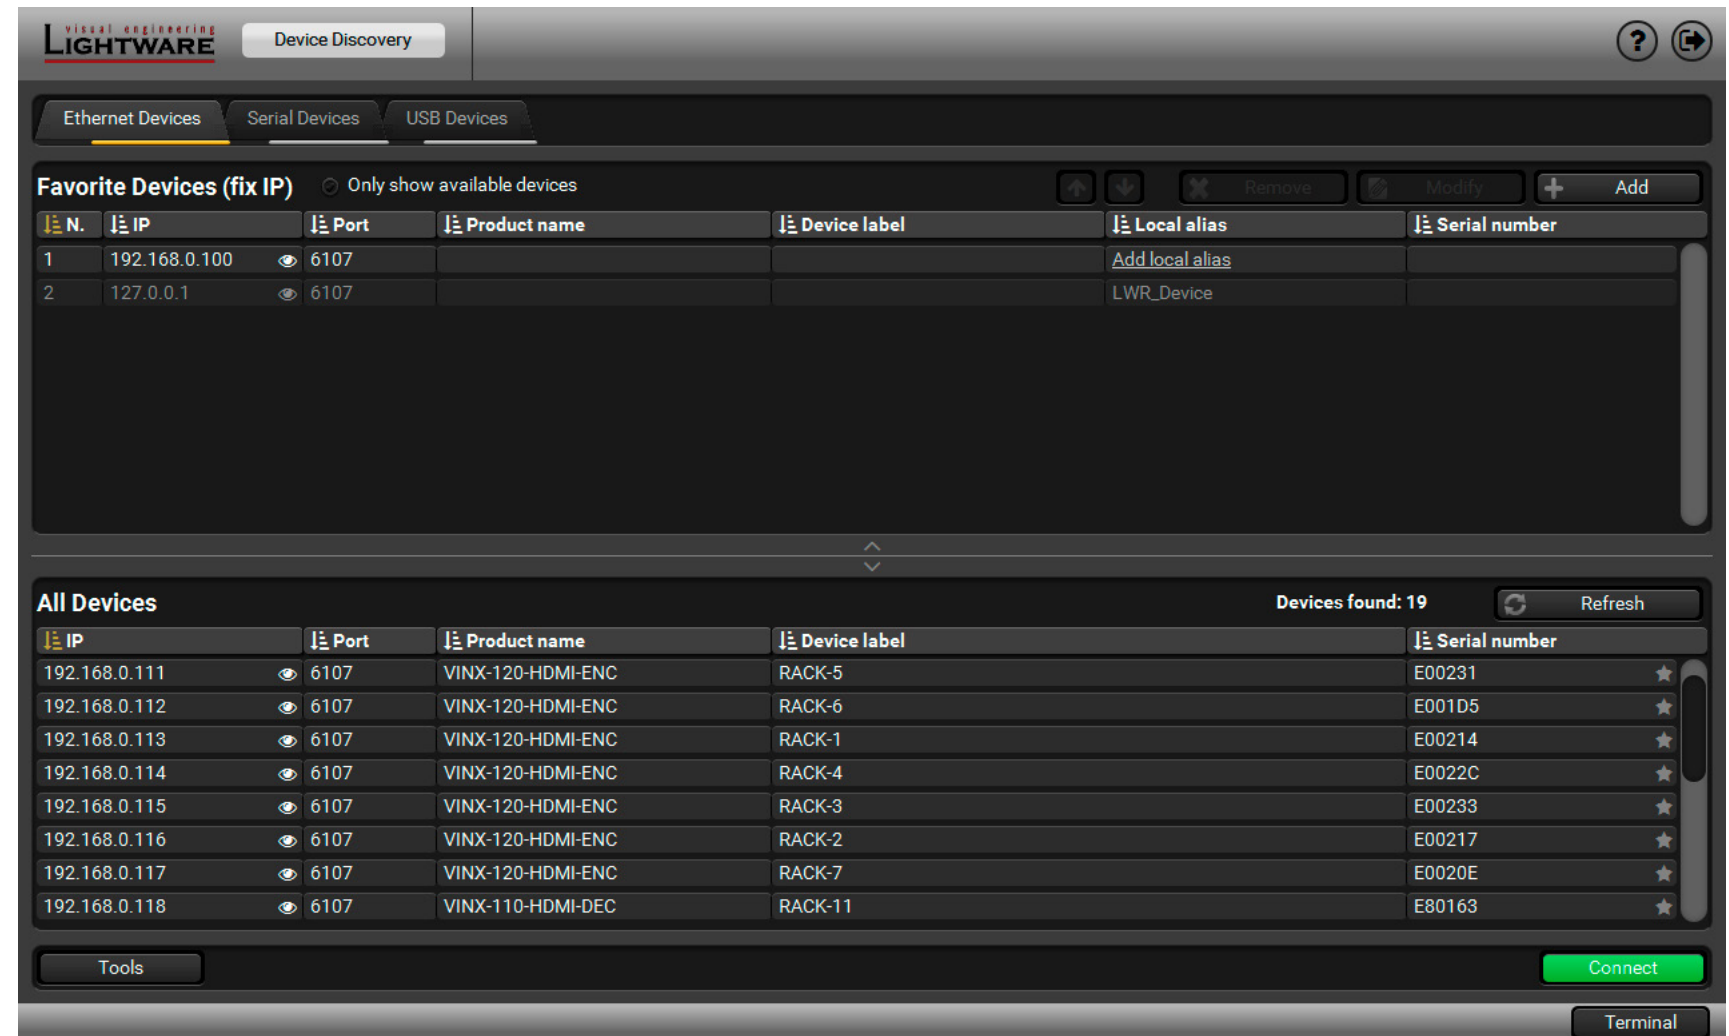 visual engineering
LIGHTWARE
Device Discovery
Ethernet Devices Serial Devices USB Devices
Favorite Devices (fix IP) Only show available devices Remove Modify Add
N. IP Port Product name Device label Local alias Serial number
1 192.168.0.100 6107 Add local alias
2 127.0.0.1 6107 LWR_Device
All Devices Devices found: 19 Refresh
IP Port Product name Device label Serial number
192.168.0.111 6107 VINX-120-HDMI-ENC RACK-5 E00231
192.168.0.112 6107 VINX-120-HDMI-ENC RACK-6 E001D5
192.168.0.113 6107 VINX-120-HDMI-ENC RACK-1 E00214
192.168.0.114 6107 VINX-120-HDMI-ENC RACK-4 E0022C
192.168.0.115 6107 VINX-120-HDMI-ENC RACK-3 E00233
192.168.0.116 6107 VINX-120-HDMI-ENC RACK-2 E00217
192.168.0.117 6107 VINX-120-HDMI-ENC RACK-7 E0020E
192.168.0.118 6107 VINX-110-HDMI-DEC RACK-11 E80163
Tools Connect
Terminal